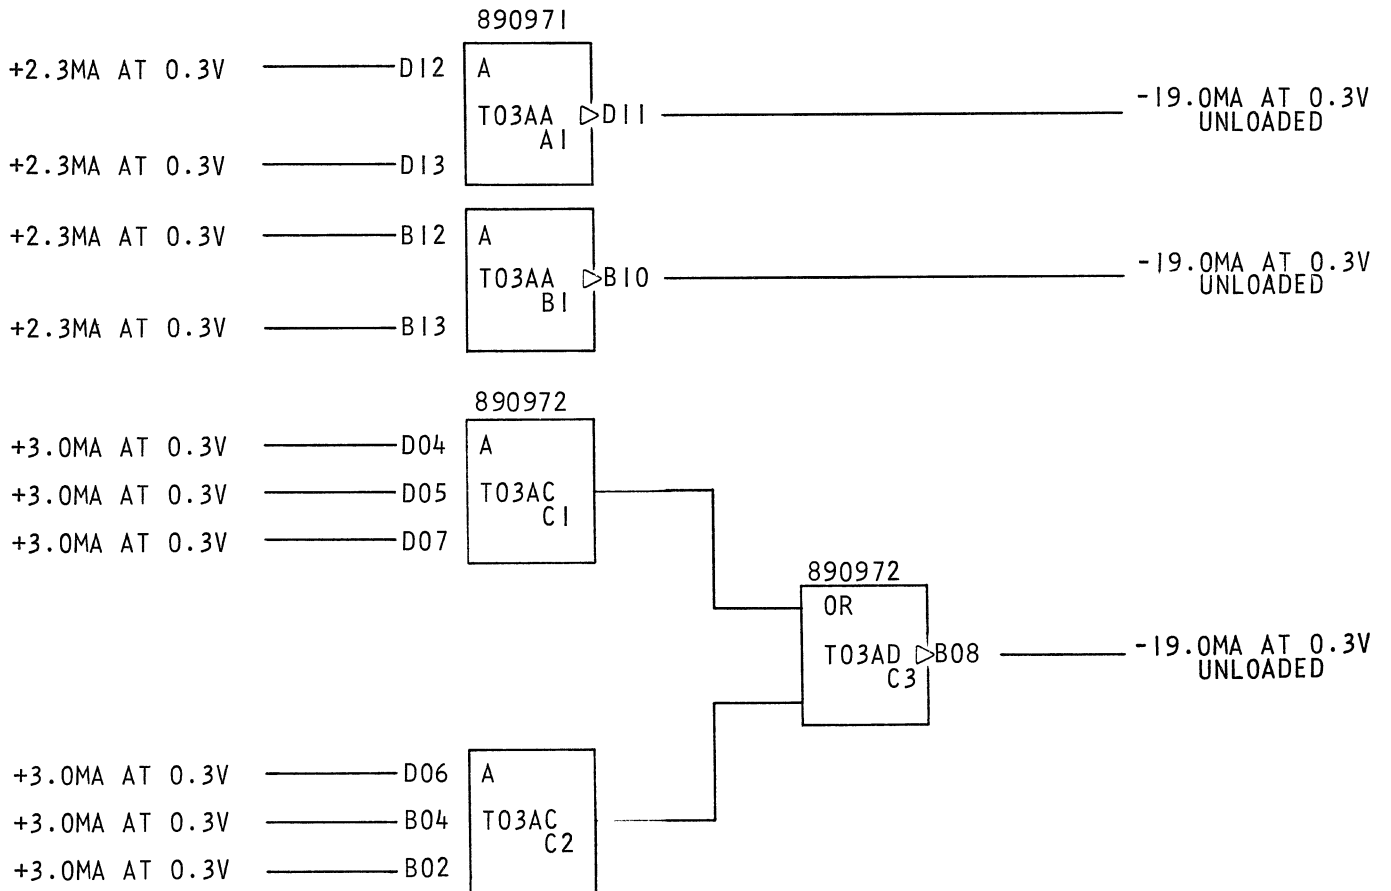 890971
+2.3MA AT 0.3V D12 A
T03AA D11 -19.0MA AT 0.3V
A1 UNLOADED
+2.3MA AT 0.3V D13
+2.3MA AT 0.3V B12 A
T03AA B10 -19.0MA AT 0.3V
B1 UNLOADED
+2.3MA AT 0.3V B13
890972
+3.0MA AT 0.3V D04 A
+3.0MA AT 0.3V D05 T03AC
C1
+3.0MA AT 0.3V D07
890972
OR
T03AD B08 -19.0MA AT 0.3V
C3 UNLOADED
+3.0MA AT 0.3V D06 A
+3.0MA AT 0.3V B04 T03AC
C2
+3.0MA AT 0.3V B02